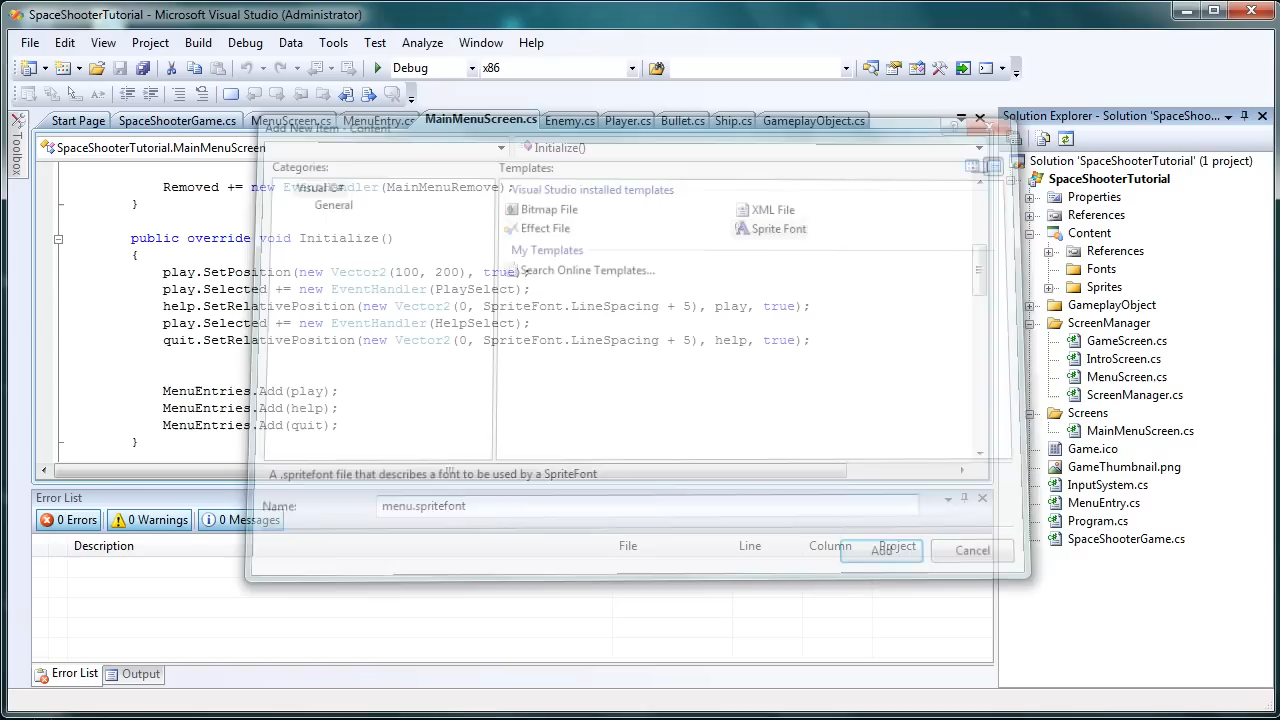 SpaceShooterTutorial - Microsoft Visual Studio (Administrator)
File Edit View Project Build Debug Data Tools Test Analyze Window Help
Debug x86
Start Page SpaceShooterGame.cs MenuScreen.cs MenuEntry.cs MainMenuScreen.cs Enemy.cs Player.cs Bullet.cs Ship.cs GameplayObject.cs
Add New Item - Content
Toolbox
SpaceShooterTutorial.MainMenuScreen
Initialize()
Categories:
Templates:
Visual C#
General
Visual Studio installed templates
Bitmap File
XML File
Effect File
Sprite Font
My Templates
Search Online Templates...
Removed += new EventHandler(MainMenuRemove);
}
public override void Initialize()
{
play.SetPosition(new Vector2(100, 200), true);
play.Selected += new EventHandler(PlaySelect);
help.SetRelativePosition(new Vector2(0, SpriteFont.LineSpacing + 5), play, true);
play.Selected += new EventHandler(HelpSelect);
quit.SetRelativePosition(new Vector2(0, SpriteFont.LineSpacing + 5), help, true);
MenuEntries.Add(play);
MenuEntries.Add(help);
MenuEntries.Add(quit);
}
A .spritefont file that describes a font to be used by a SpriteFont
Name: menu.spritefont
Add Cancel
Error List
0 Errors 0 Warnings 0 Messages
Description File Line Column Project
Error List Output
Solution Explorer - Solution 'SpaceShoo...
Solution 'SpaceShooterTutorial' (1 project)
SpaceShooterTutorial
Properties
References
Content
References
Fonts
Sprites
GameplayObject
ScreenManager
GameScreen.cs
IntroScreen.cs
MenuScreen.cs
ScreenManager.cs
Screens
MainMenuScreen.cs
Game.ico
GameThumbnail.png
InputSystem.cs
MenuEntry.cs
Program.cs
SpaceShooterGame.cs